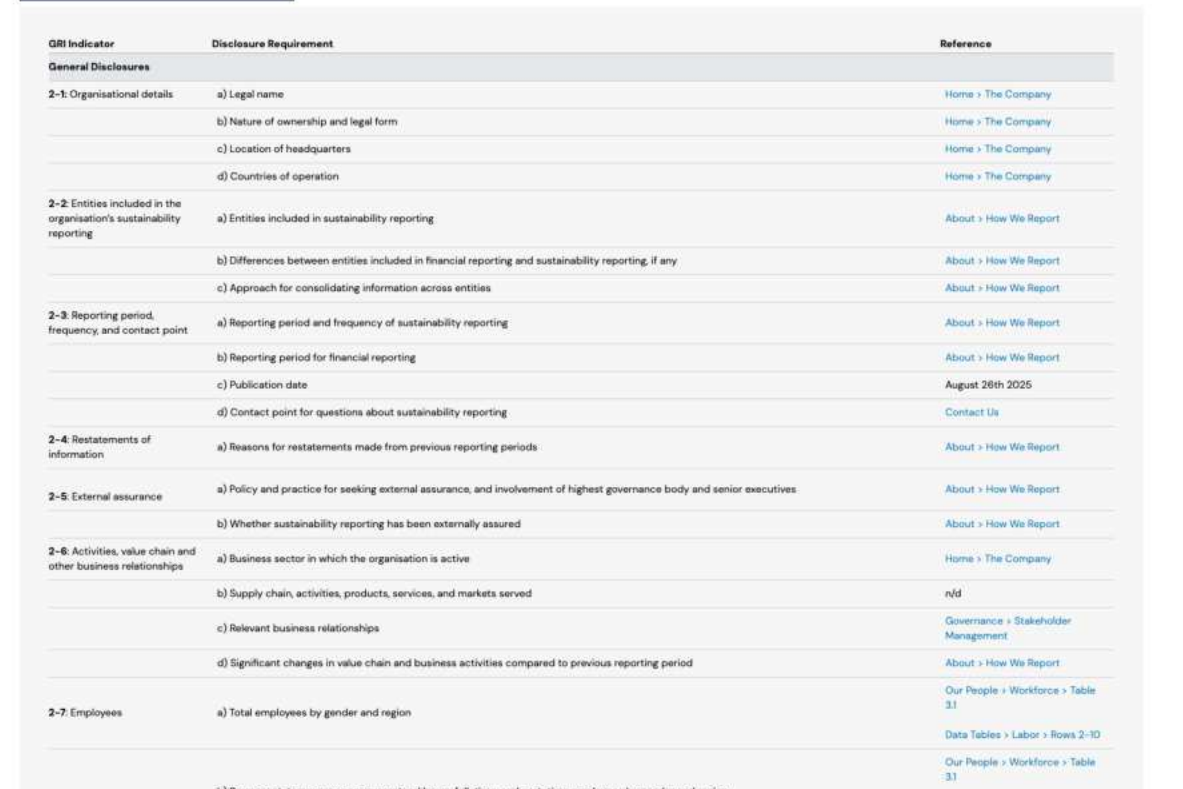 GRI Indicator Disclosure Requirement Reference
General Disclosures
2-1: Organisational details a) Legal name Home > The Company
b) Nature of ownership and legal form Home > The Company
c) Location of headquarters Home > The Company
d) Countries of operation Home > The Company
2-2: Entities included in the
organisation's sustainability
reporting
a) Entities included in sustainability reporting About > How We Report
b) Differences between entities included in financial reporting and sustainability reporting, if any About > How We Report
c) Approach for consolidating information across entities About > How We Report
2-3: Reporting period,
frequency, and contact point
a) Reporting period and frequency of sustainability reporting About > How We Report
b) Reporting period for financial reporting About > How We Report
c) Publication date August 26th 2025
d) Contact point for questions about sustainability reporting Contact Us
2-4: Restatements of
information
a) Reasons for restatements made from previous reporting periods About > How We Report
2-5: External assurance a) Policy and practice for seeking external assurance, and involvement of highest governance body and senior executives About > How We Report
b) Whether sustainability reporting has been externally assured About > How We Report
2-6: Activities, value chain and
other business relationships
a) Business sector in which the organisation is active Home > The Company
b) Supply chain, activities, products, services, and markets served n/d
c) Relevant business relationships Governance > Stakeholder
Management
d) Significant changes in value chain and business activities compared to previous reporting period About > How We Report
2-7: Employees a) Total employees by gender and region Our People > Workforce > Table
3.1
Data Tables > Labor > Rows 2-10
Our People > Workforce > Table
3.1